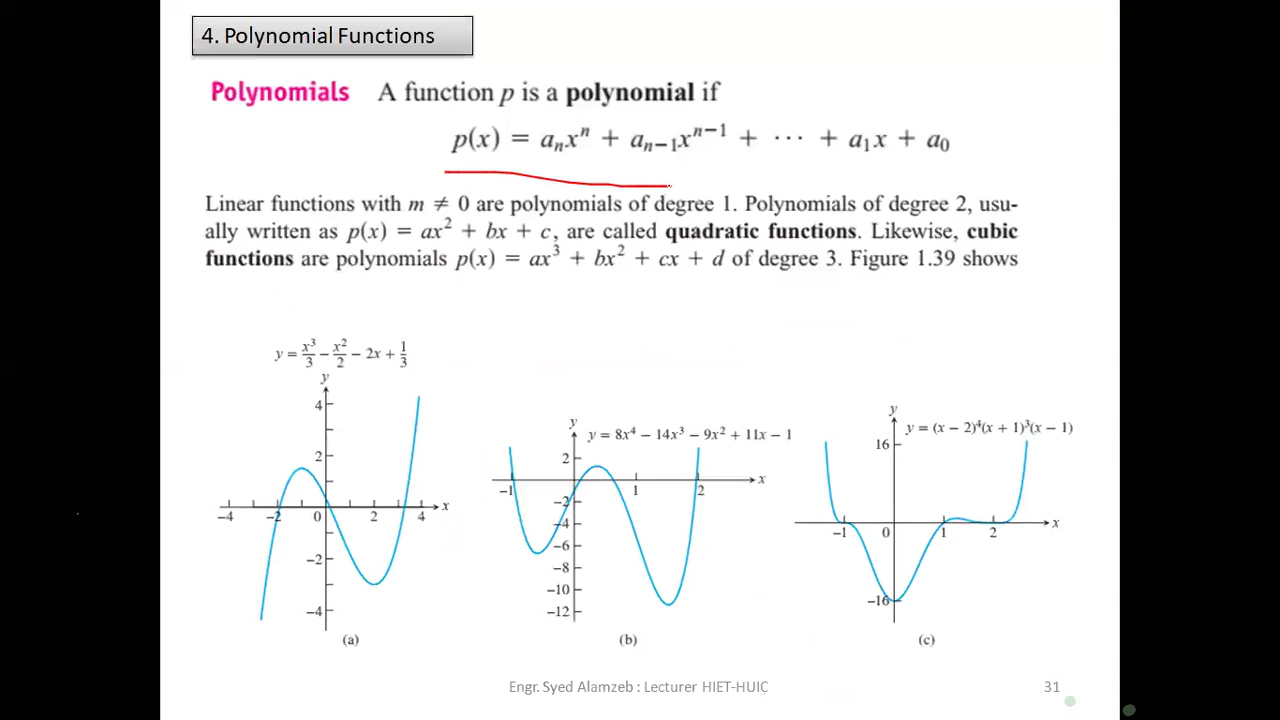 4. Polynomial Functions
Polynomials A function p is a polynomial if
p(x) = aₙxⁿ + aₙ₋₁xⁿ⁻¹ + ··· + a₁x + a₀
Linear functions with m ≠ 0 are polynomials of degree 1. Polynomials of degree 2, usu-
ally written as p(x) = ax² + bx + c, are called quadratic functions. Likewise, cubic
functions are polynomials p(x) = ax³ + bx² + cx + d of degree 3. Figure 1.39 shows
y = x³/3 − x²/2 − 2x + 1/3
y
4
2
−4 −2 0 2 4 x
−2
−4
(a)
y
y = 8x⁴ − 14x³ − 9x² + 11x − 1
2
−1 1 2 x
−2
−4
−6
−8
−10
−12
(b)
y
y = (x − 2)⁴(x + 1)³(x − 1)
16
−1 0 1 2 x
−16
(c)
Engr. Syed Alamzeb : Lecturer HIET-HUIC
31